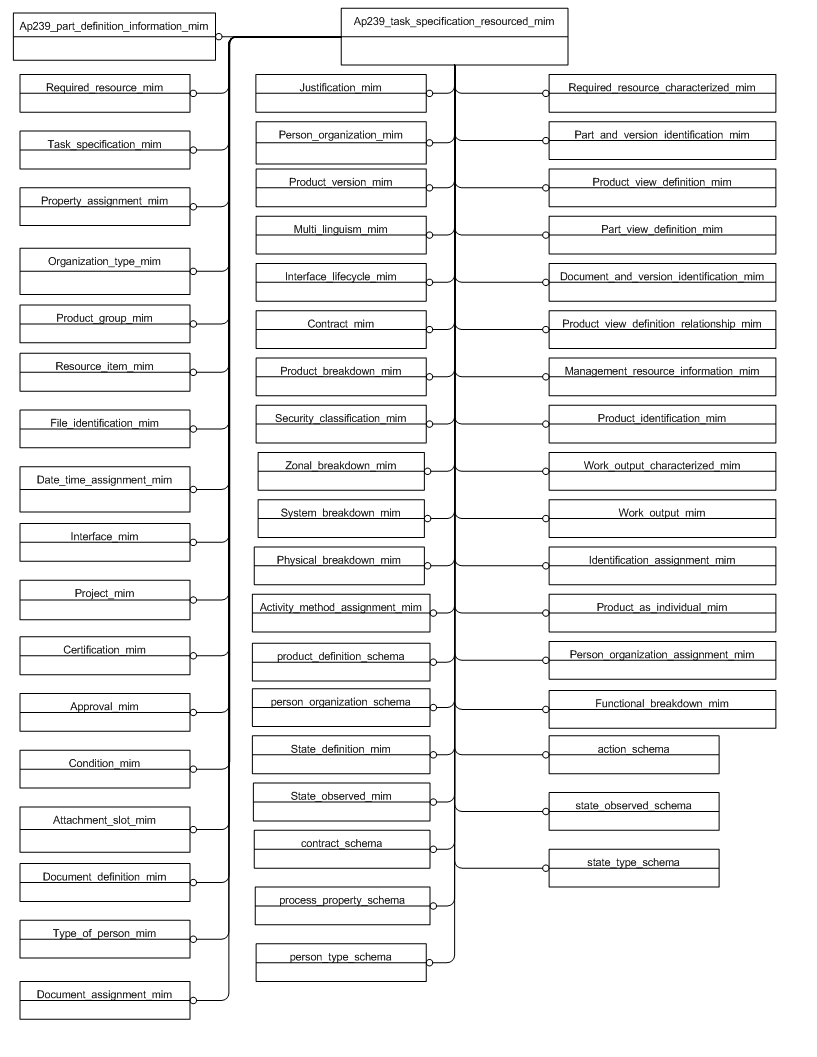 Ap239_part_definition_information_mim
Ap239_task_specification_resourced_mim
Required_resource_mim
Task_specification_mim
Property_assignment_mim
Organization_type_mim
Product_group_mim
Resource_item_mim
File_identification_mim
Date_time_assignment_mim
Interface_mim
Project_mim
Certification_mim
Approval_mim
Condition_mim
Attachment_slot_mim
Document_definition_mim
Type_of_person_mim
Document_assignment_mim
Justification_mim
Person_organization_mim
Product_version_mim
Multi_linguism_mim
Interface_lifecycle_mim
Contract_mim
Product_breakdown_mim
Security_classification_mim
Zonal_breakdown_mim
System_breakdown_mim
Physical_breakdown_mim
Activity_method_assignment_mim
product_definition_schema
person_organization_schema
State_definition_mim
State_observed_mim
contract_schema
process_property_schema
person_type_schema
Required_resource_characterized_mim
Part_and_version_identification_mim
Product_view_definition_mim
Part_view_definition_mim
Document_and_version_identification_mim
Product_view_definition_relationship_mim
Management_resource_information_mim
Product_identification_mim
Work_output_characterized_mim
Work_output_mim
Identification_assignment_mim
Product_as_individual_mim
Person_organization_assignment_mim
Functional_breakdown_mim
action_schema
state_observed_schema
state_type_schema